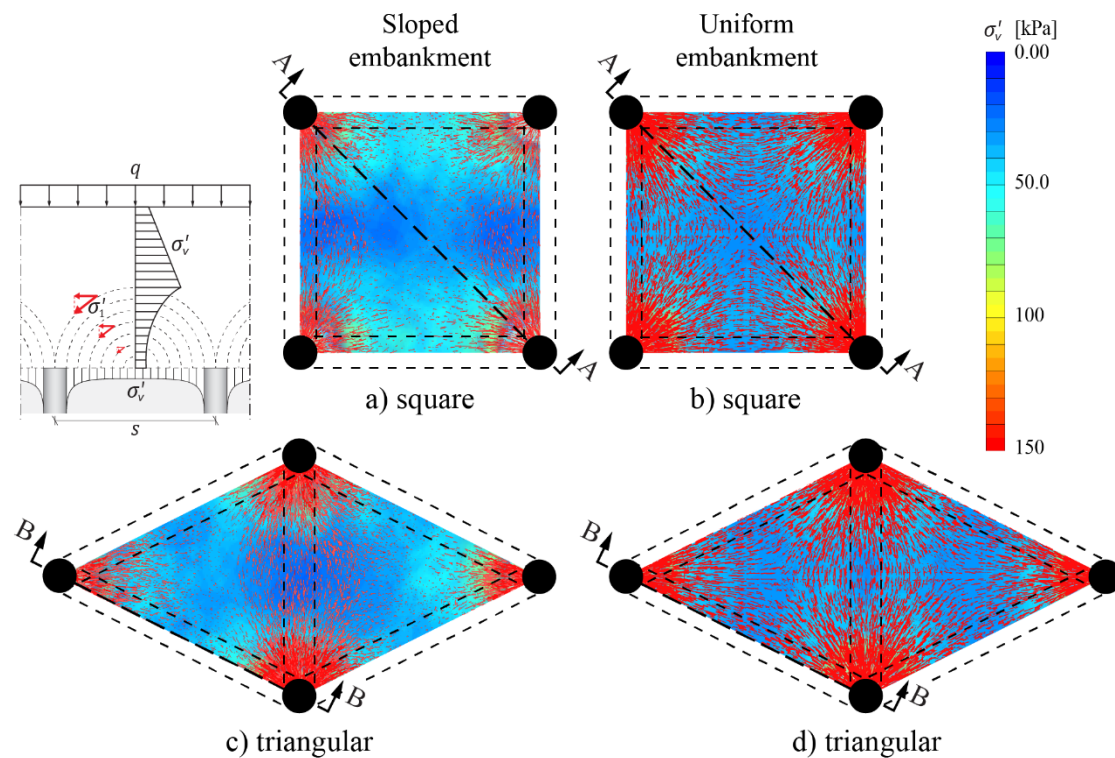 Sloped
embankment
Uniform
embankment
σ′v [kPa]
0.00
50.0
100
150
A
A
A
A
q
σ′v
σ′1
σ′v
s
a) square
b) square
B
B
B
B
c) triangular
d) triangular